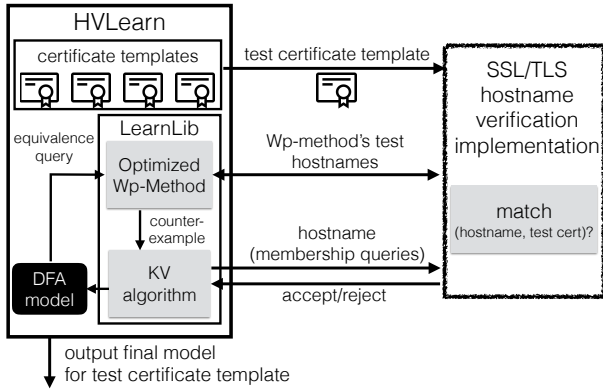 HVLearn
certificate templates
test certificate template
SSL/TLS
hostname
verification
implementation
LearnLib
equivalence
query
Optimized
Wp-Method
Wp-method's test
hostnames
match
(hostname, test cert)?
counter-
example
hostname
(membership queries)
DFA
model
KV
algorithm
accept/reject
output final model
for test certificate template